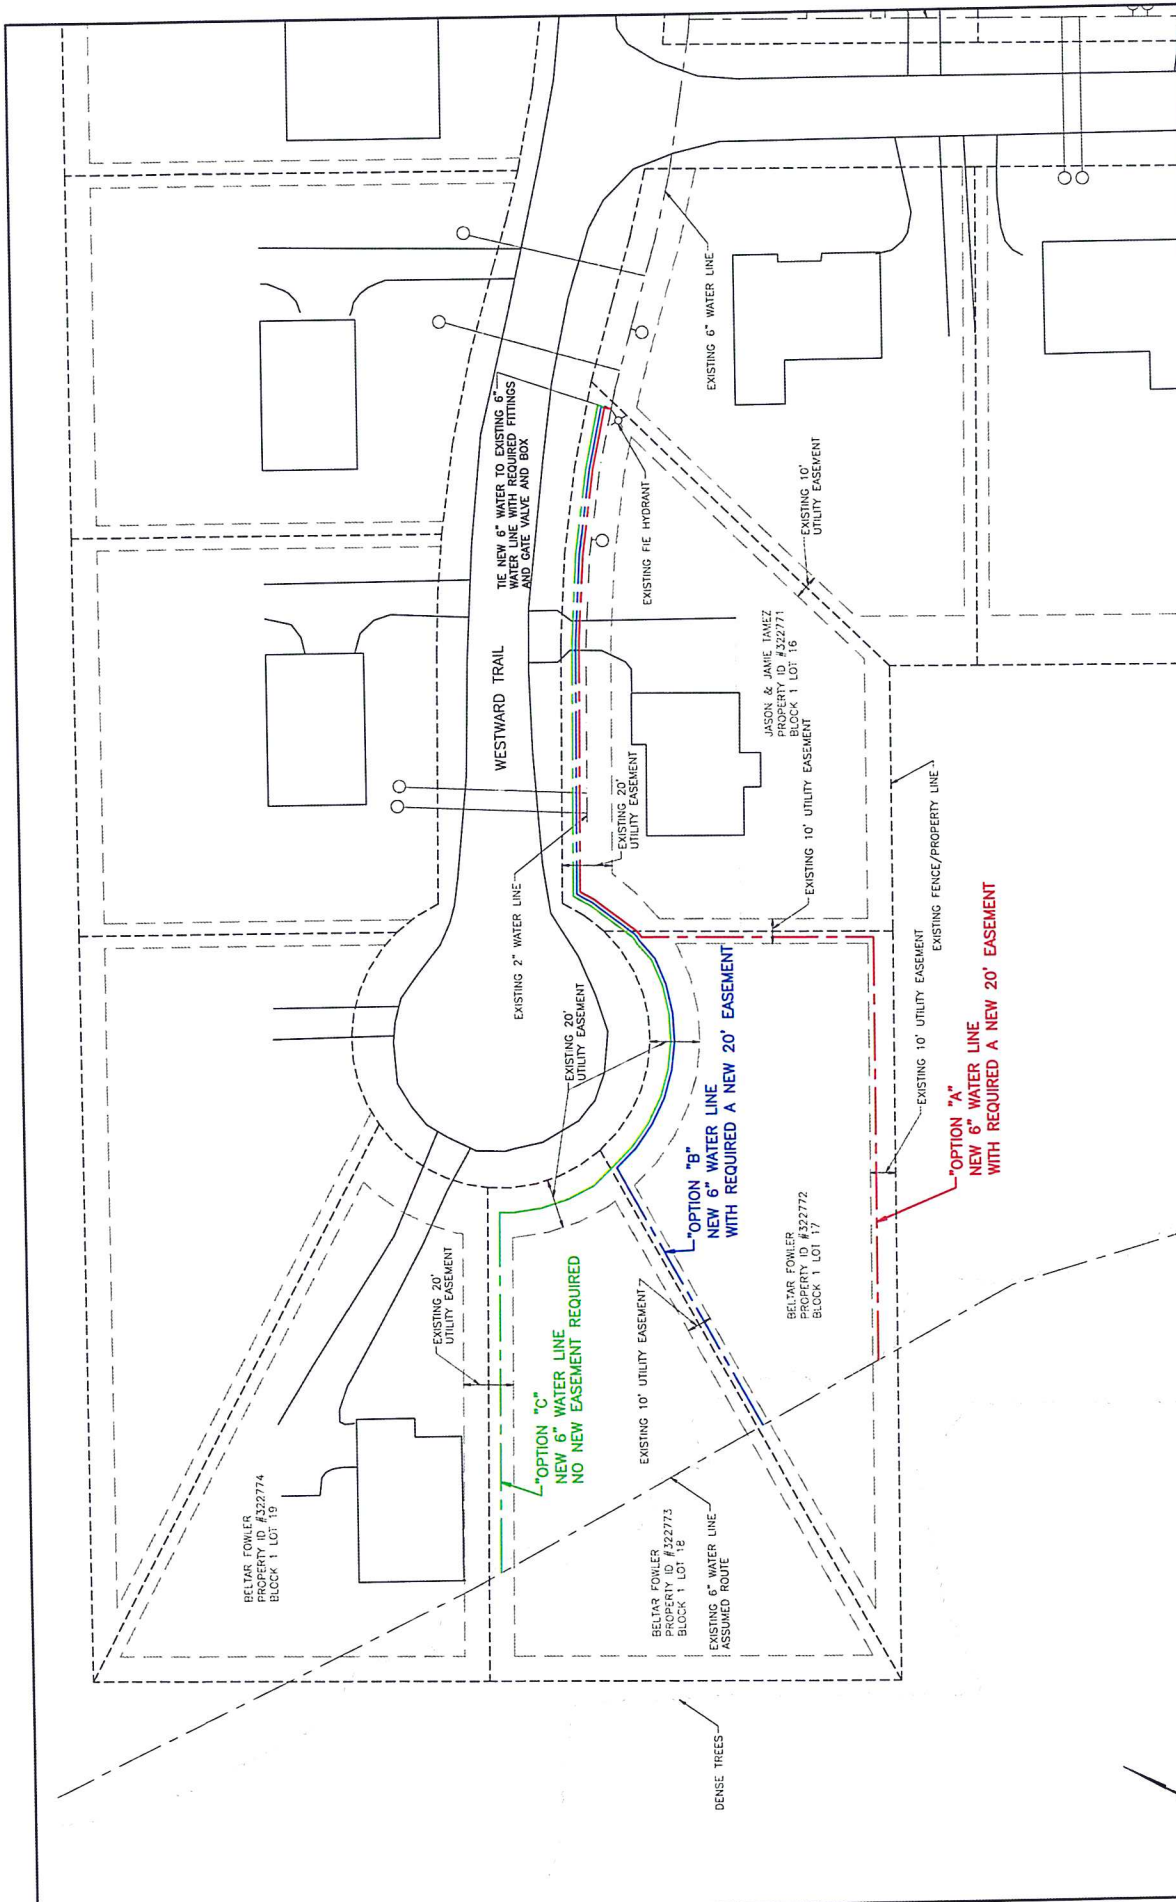 EXISTING 6" WATER LINE
TIE NEW 6" WATER TO EXISTING 6"
WATER LINE WITH REQUIRED FITTINGS
AND GATE VALVE AND BOX
EXISTING FIE HYDRANT
EXISTING 10'
UTILITY EASEMENT
WESTWARD TRAIL
JASON & JAMIE TAMEZ
PROPERTY ID #322771
BLOCK 1 LOT 16
EXISTING 10' UTILITY EASEMENT
EXISTING 20'
UTILITY EASEMENT
EXISTING 2" WATER LINE
EXISTING FENCE/PROPERTY LINE
EXISTING 10' UTILITY EASEMENT
EXISTING 20'
UTILITY EASEMENT
"OPTION "A"
NEW 6" WATER LINE
WITH REQUIRED A NEW 20' EASEMENT
"OPTION "B"
NEW 6" WATER LINE
WITH REQUIRED A NEW 20' EASEMENT
BELTAR FOWLER
PROPERTY ID #322772
BLOCK 1 LOT 17
EXISTING 20'
UTILITY EASEMENT
"OPTION "C"
NEW 6" WATER LINE
NO NEW EASEMENT REQUIRED
EXISTING 10' UTILITY EASEMENT
BELTAR FOWLER
PROPERTY ID #322774
BLOCK 1 LOT 19
BELTAR FOWLER
PROPERTY ID #322773
BLOCK 1 LOT 18
EXISTING 6" WATER LINE
ASSUMED ROUTE
DENSE TREES